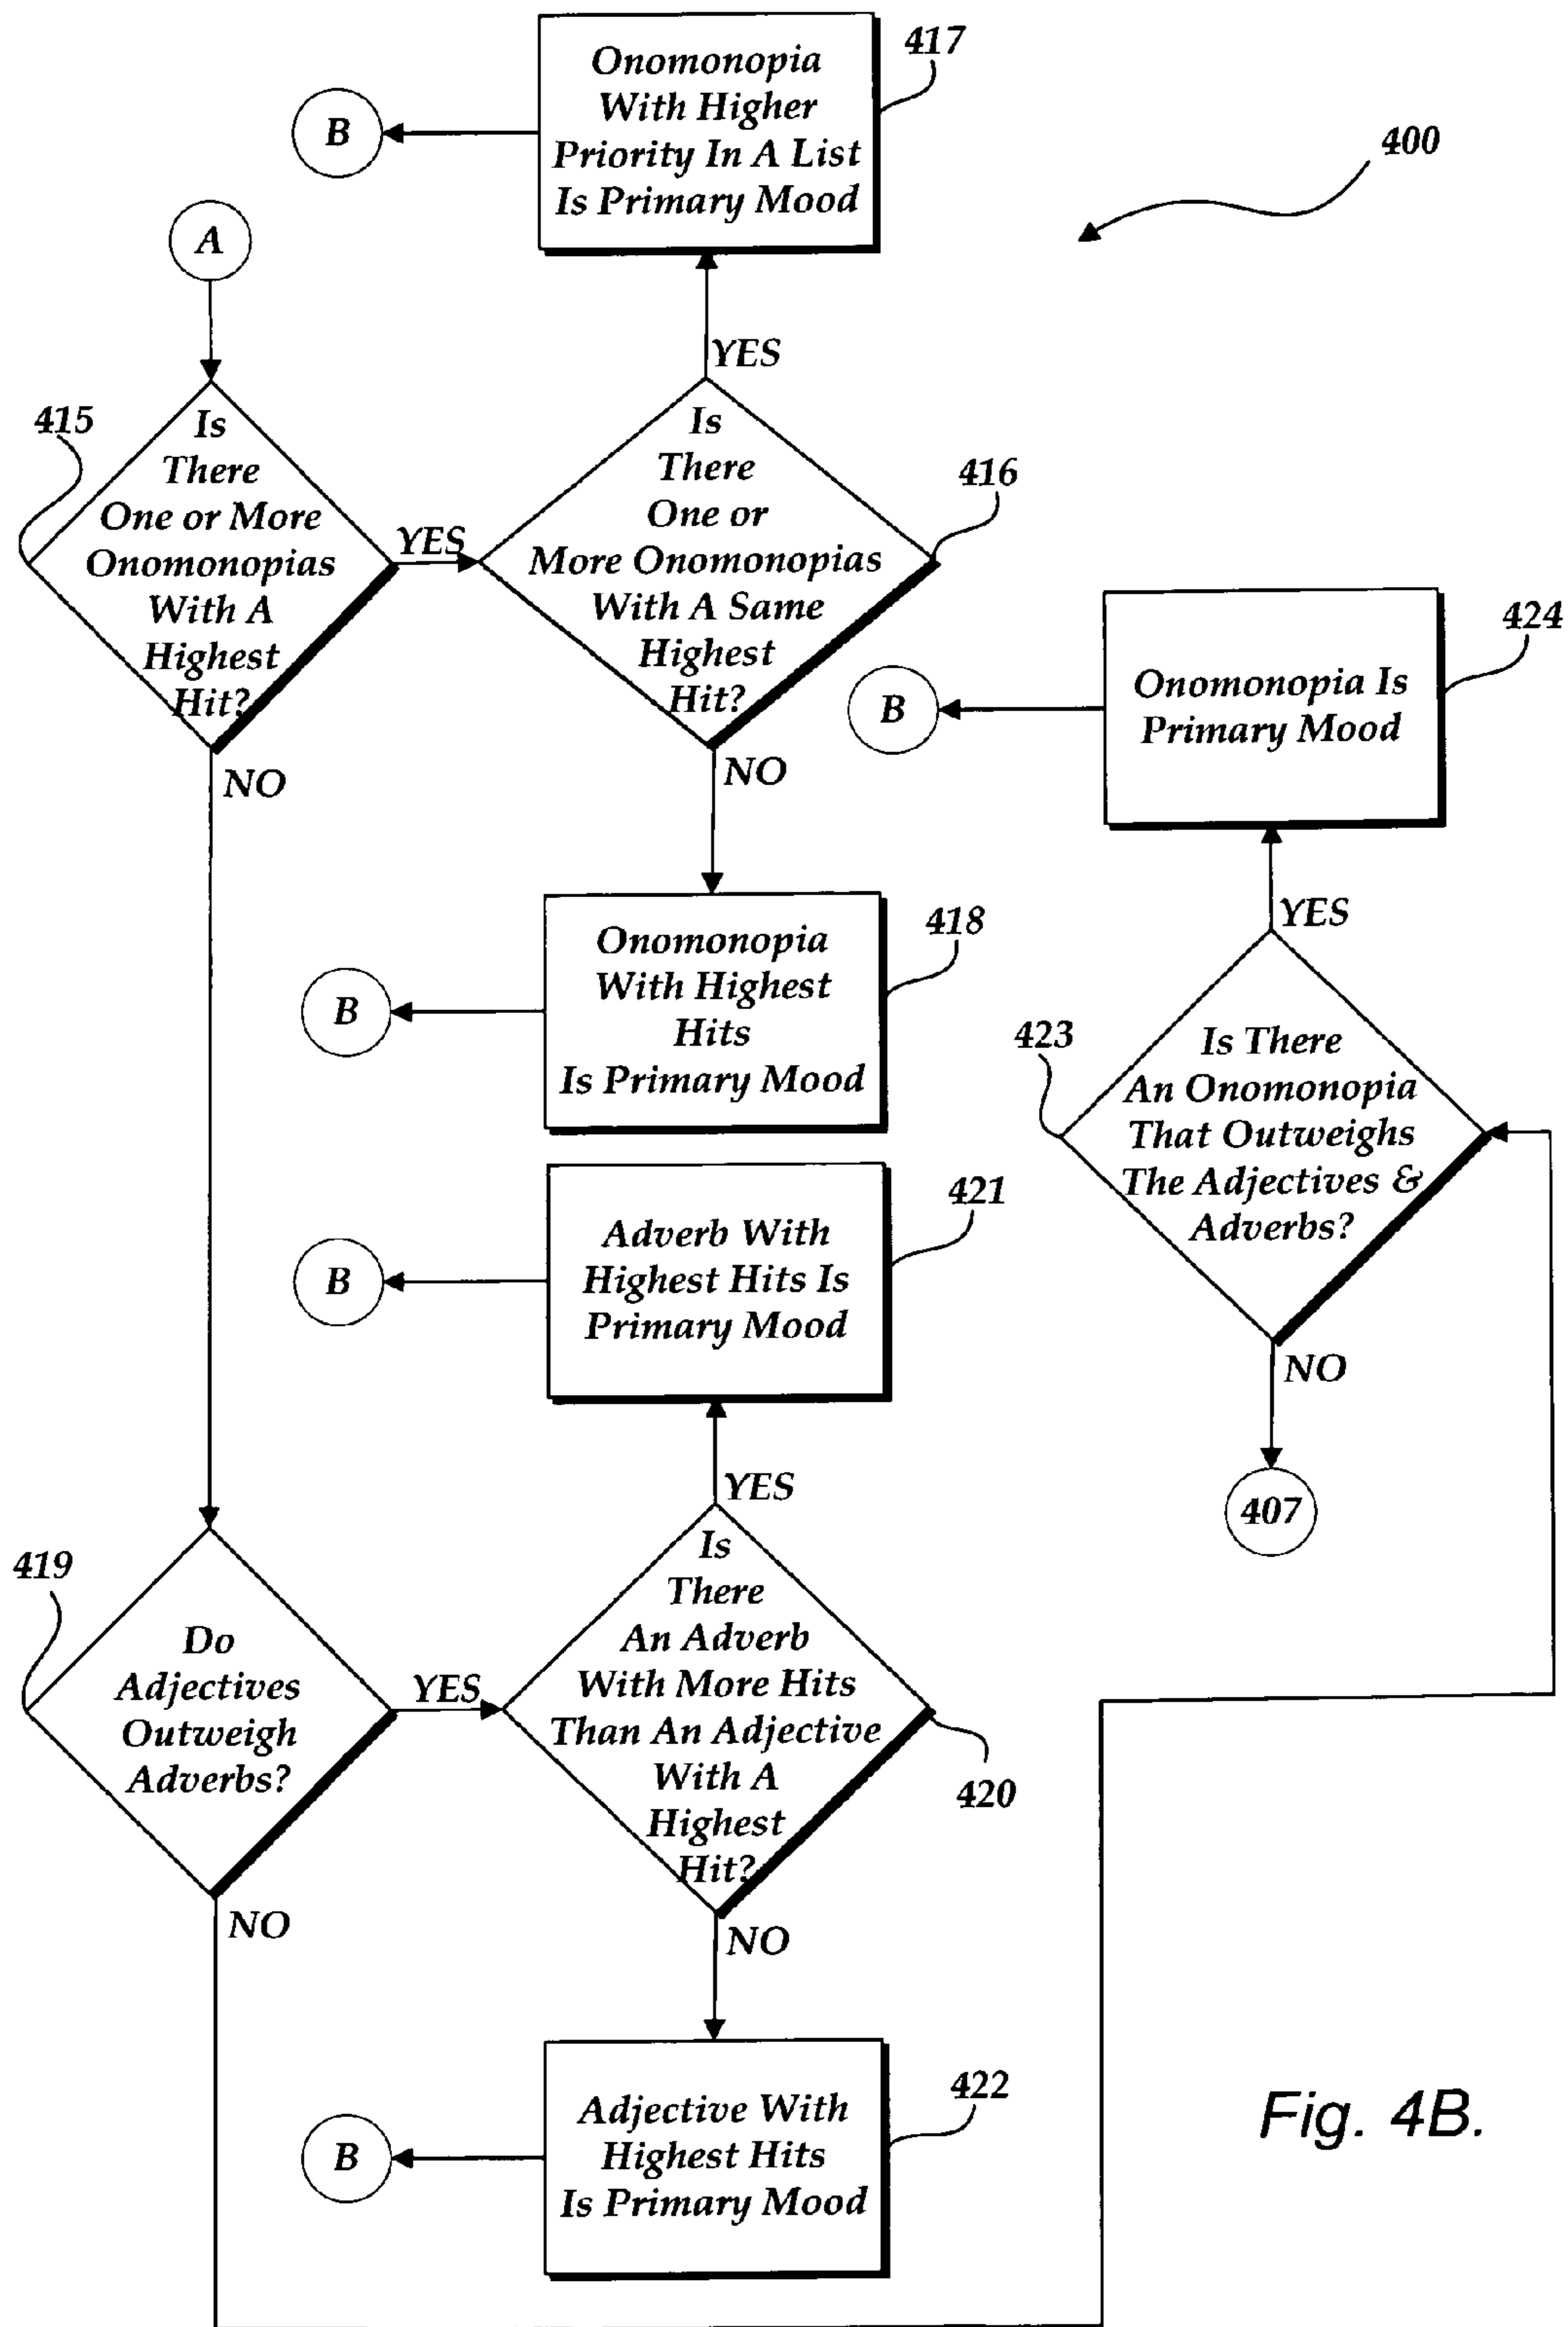 Onomonopia
With Higher
Priority In A List
Is Primary Mood
417
B
400
A
YES
Is
There
One or More
Onomonopias
With A
Highest
Hit?
415
YES
Is
There
One or
More Onomonopias
With A Same
Highest
Hit?
416
NO
NO
B
Onomonopia Is
Primary Mood
424
Onomonopia
With Highest
Hits
Is Primary Mood
418
B
YES
Is There
An Onomonopia
That Outweighs
The Adjectives &
Adverbs?
423
NO
407
Adverb With
Highest Hits Is
Primary Mood
421
B
YES
Do
Adjectives
Outweigh
Adverbs?
419
YES
Is
There
An Adverb
With More Hits
Than An Adjective
With A
Highest
Hit?
420
NO
NO
Adjective With
Highest Hits
Is Primary Mood
422
B
Fig. 4B.